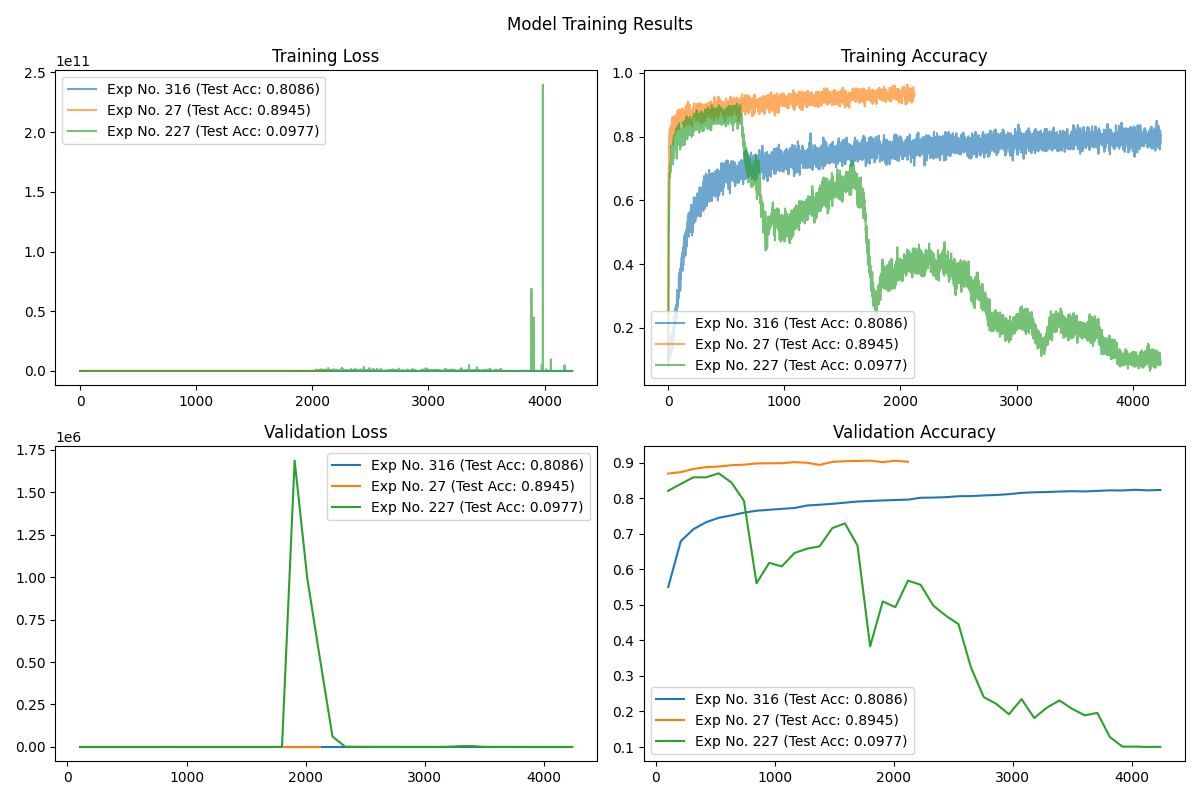 Model Training Results
Training Loss
1e11
2.5
2.0
1.5
1.0
0.5
0.0
0 1000 2000 3000 4000
Exp No. 316 (Test Acc: 0.8086)
Exp No. 27 (Test Acc: 0.8945)
Exp No. 227 (Test Acc: 0.0977)
Training Accuracy
1.0
0.8
0.6
0.4
0.2
0 1000 2000 3000 4000
Exp No. 316 (Test Acc: 0.8086)
Exp No. 27 (Test Acc: 0.8945)
Exp No. 227 (Test Acc: 0.0977)
Validation Loss
1e6
1.75
1.50
1.25
1.00
0.75
0.50
0.25
0.00
0 1000 2000 3000 4000
Exp No. 316 (Test Acc: 0.8086)
Exp No. 27 (Test Acc: 0.8945)
Exp No. 227 (Test Acc: 0.0977)
Validation Accuracy
0.9
0.8
0.7
0.6
0.5
0.4
0.3
0.2
0.1
0 1000 2000 3000 4000
Exp No. 316 (Test Acc: 0.8086)
Exp No. 27 (Test Acc: 0.8945)
Exp No. 227 (Test Acc: 0.0977)